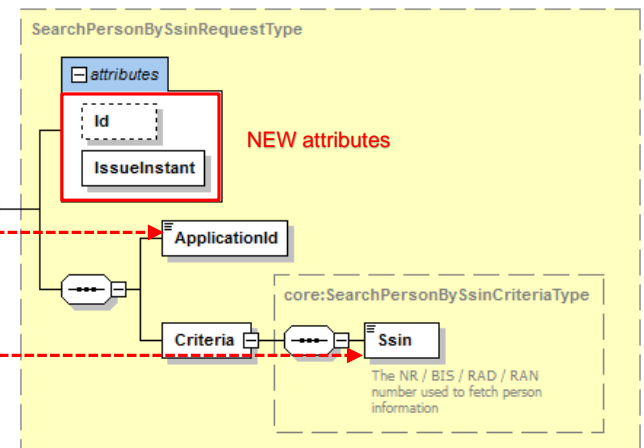 SearchPersonBySsinRequestType
attributes
Id
NEW attributes
IssueInstant
ApplicationId
core:SearchPersonBySsinCriteriaType
Criteria
Ssin
The NR / BIS / RAD / RAN
number used to fetch person
information